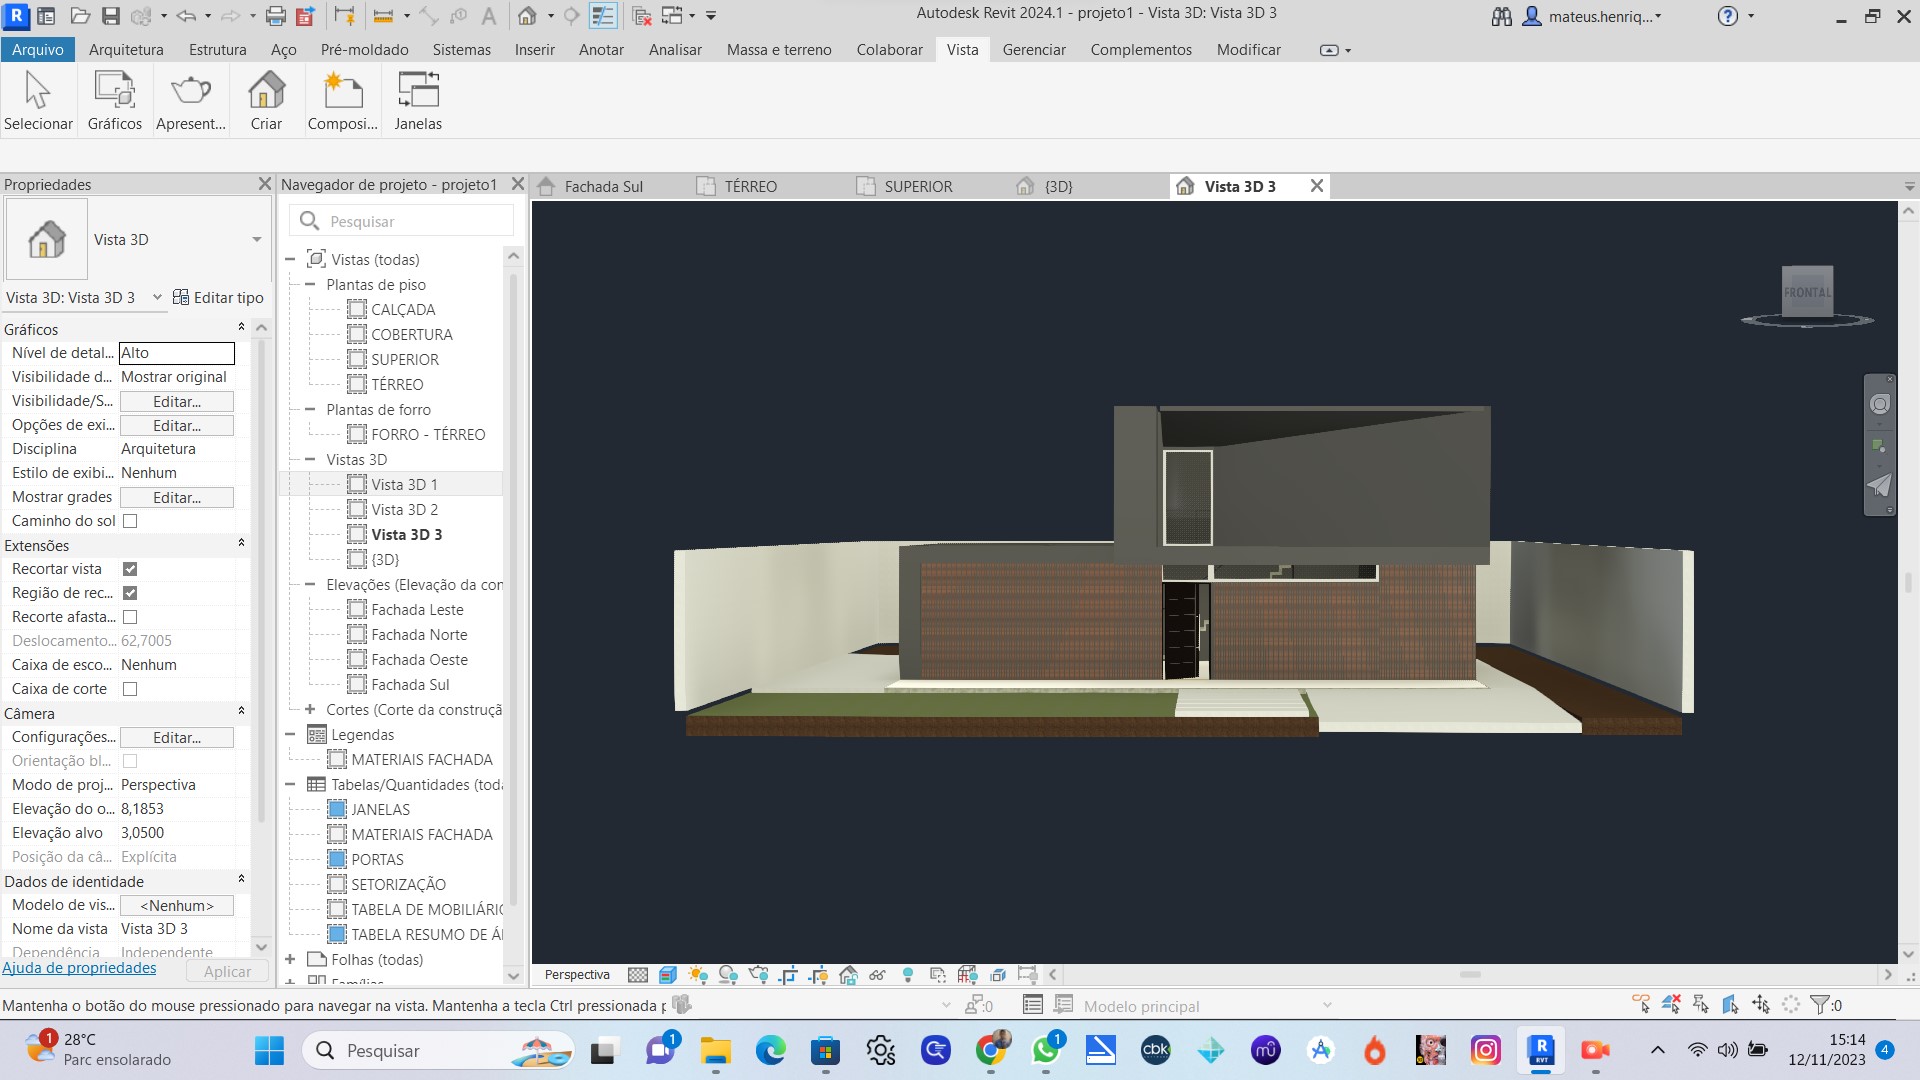 Autodesk Revit 2024.1 - projeto1 - Vista 3D: Vista 3D 3
mateus.henriq...
Arquivo Arquitetura Estrutura Aço Pré-moldado Sistemas Inserir Anotar Analisar Massa e terreno Colaborar Vista Gerenciar Complementos Modificar
Selecionar Gráficos Apresent... Criar Composi... Janelas
Propriedades
Vista 3D
Vista 3D: Vista 3D 3 Editar tipo
Gráficos
Nível de detal... Alto
Visibilidade d... Mostrar original
Visibilidade/S... Editar...
Opções de exi... Editar...
Disciplina Arquitetura
Estilo de exibi... Nenhum
Mostrar grades Editar...
Caminho do sol
Extensões
Recortar vista
Região de rec...
Recorte afasta...
Deslocamento... 62,7005
Caixa de esco... Nenhum
Caixa de corte
Câmera
Configurações... Editar...
Orientação bl...
Modo de proj... Perspectiva
Elevação do o... 8,1853
Elevação alvo 3,0500
Posição da câ... Explícita
Dados de identidade
Modelo de vis... <Nenhum>
Nome da vista Vista 3D 3
Dependência Independente
Ajuda de propriedades Aplicar
Navegador de projeto - projeto1
Pesquisar
Vistas (todas)
Plantas de piso
CALÇADA
COBERTURA
SUPERIOR
TÉRREO
Plantas de forro
FORRO - TÉRREO
Vistas 3D
Vista 3D 1
Vista 3D 2
Vista 3D 3
{3D}
Elevações (Elevação da con
Fachada Leste
Fachada Norte
Fachada Oeste
Fachada Sul
Cortes (Corte da construçã
Legendas
MATERIAIS FACHADA
Tabelas/Quantidades (toda
JANELAS
MATERIAIS FACHADA
PORTAS
SETORIZAÇÃO
TABELA DE MOBILIÁRIO
TABELA RESUMO DE Á
Folhas (todas)
Famílias
Fachada Sul TÉRREO SUPERIOR {3D} Vista 3D 3
FRONTAL
Perspectiva
Mantenha o botão do mouse pressionado para navegar na vista. Mantenha a tecla Ctrl pressionada p
:0
Modelo principal
:0
1
28°C
Parc ensolarado
Pesquisar
1
cbk
1
R
RVT
15:14
12/11/2023
4